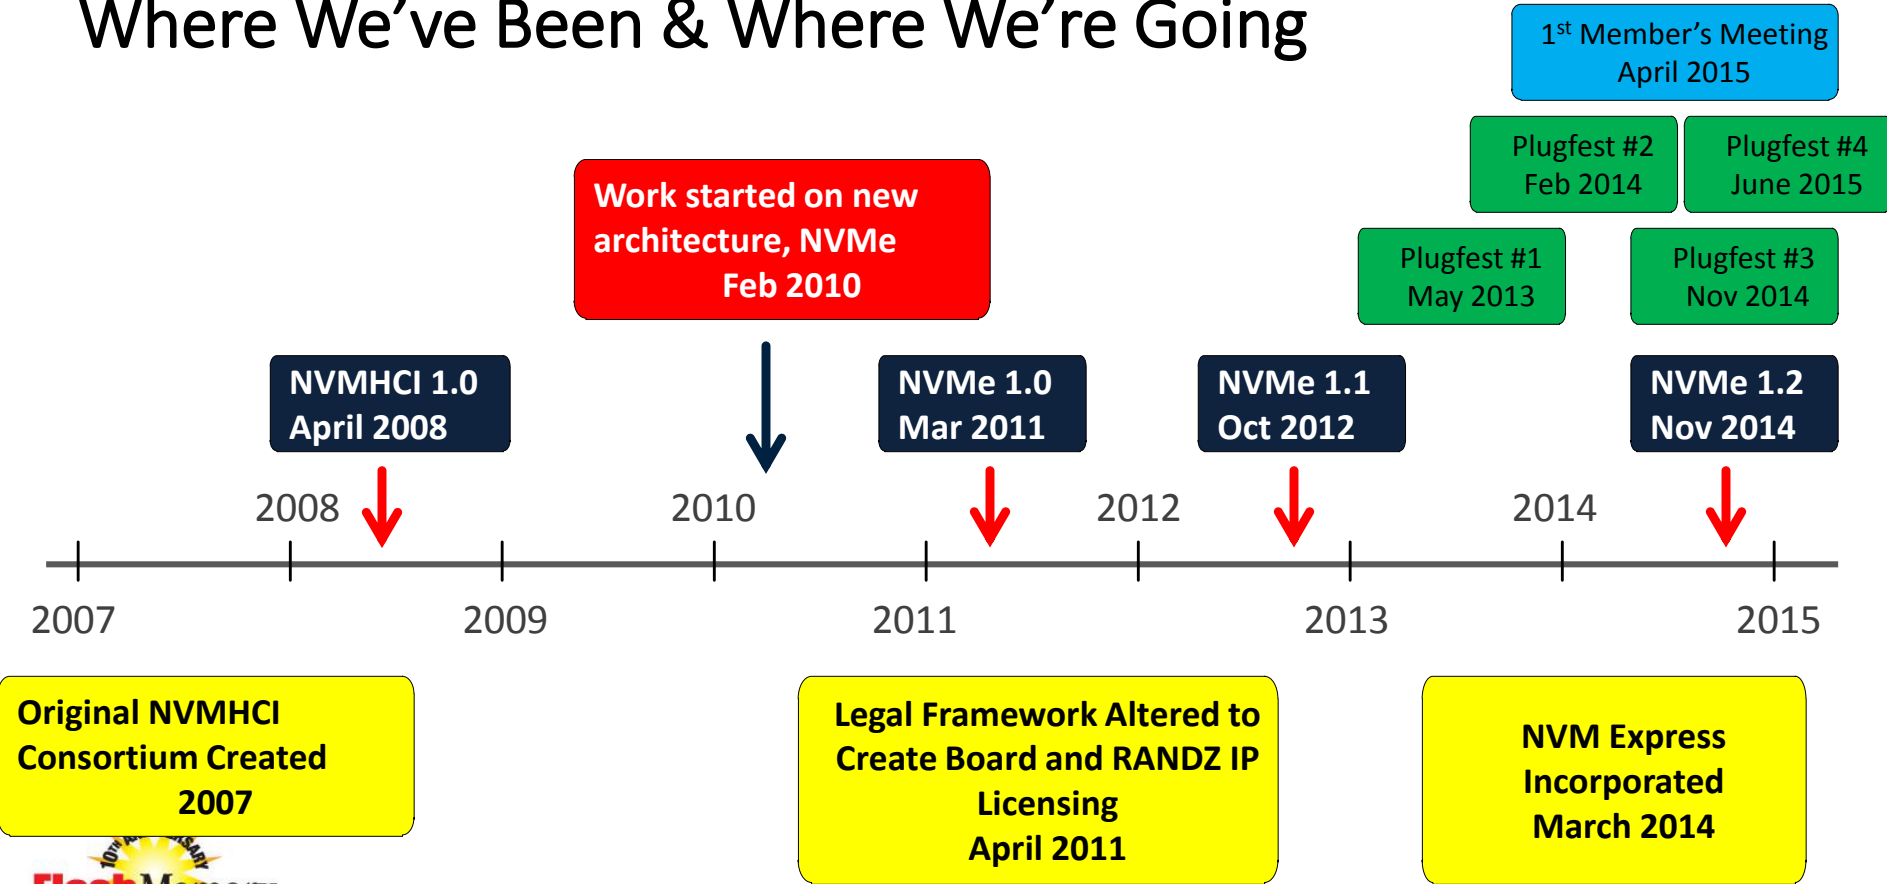 Where We've Been & Where We're Going
1st Member's Meeting
April 2015
Plugfest #2
Feb 2014
Plugfest #4
June 2015
Work started on new
architecture, NVMe
Feb 2010
Plugfest #1
May 2013
Plugfest #3
Nov 2014
NVMHCI 1.0
April 2008
NVMe 1.0
Mar 2011
NVMe 1.1
Oct 2012
NVMe 1.2
Nov 2014
2008
2010
2012
2014
2007
2009
2011
2013
2015
Original NVMHCI
Consortium Created
2007
Legal Framework Altered to
Create Board and RANDZ IP
Licensing
April 2011
NVM Express
Incorporated
March 2014
10TH ANNIVERSARY
Flash Memory